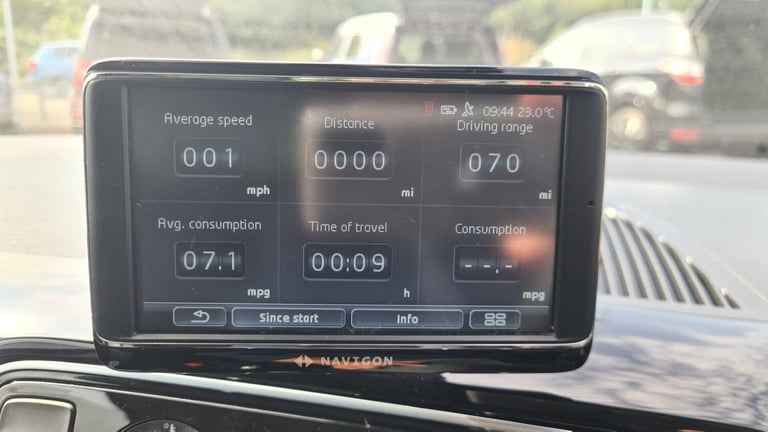 09:44 23.0°C
Average speed
001
mph
Distance
0000
mi
Driving range
070
mi
Avg. consumption
07.1
mpg
Time of travel
00:09
h
Consumption
--.-
mpg
Since start
Info
NAVIGON